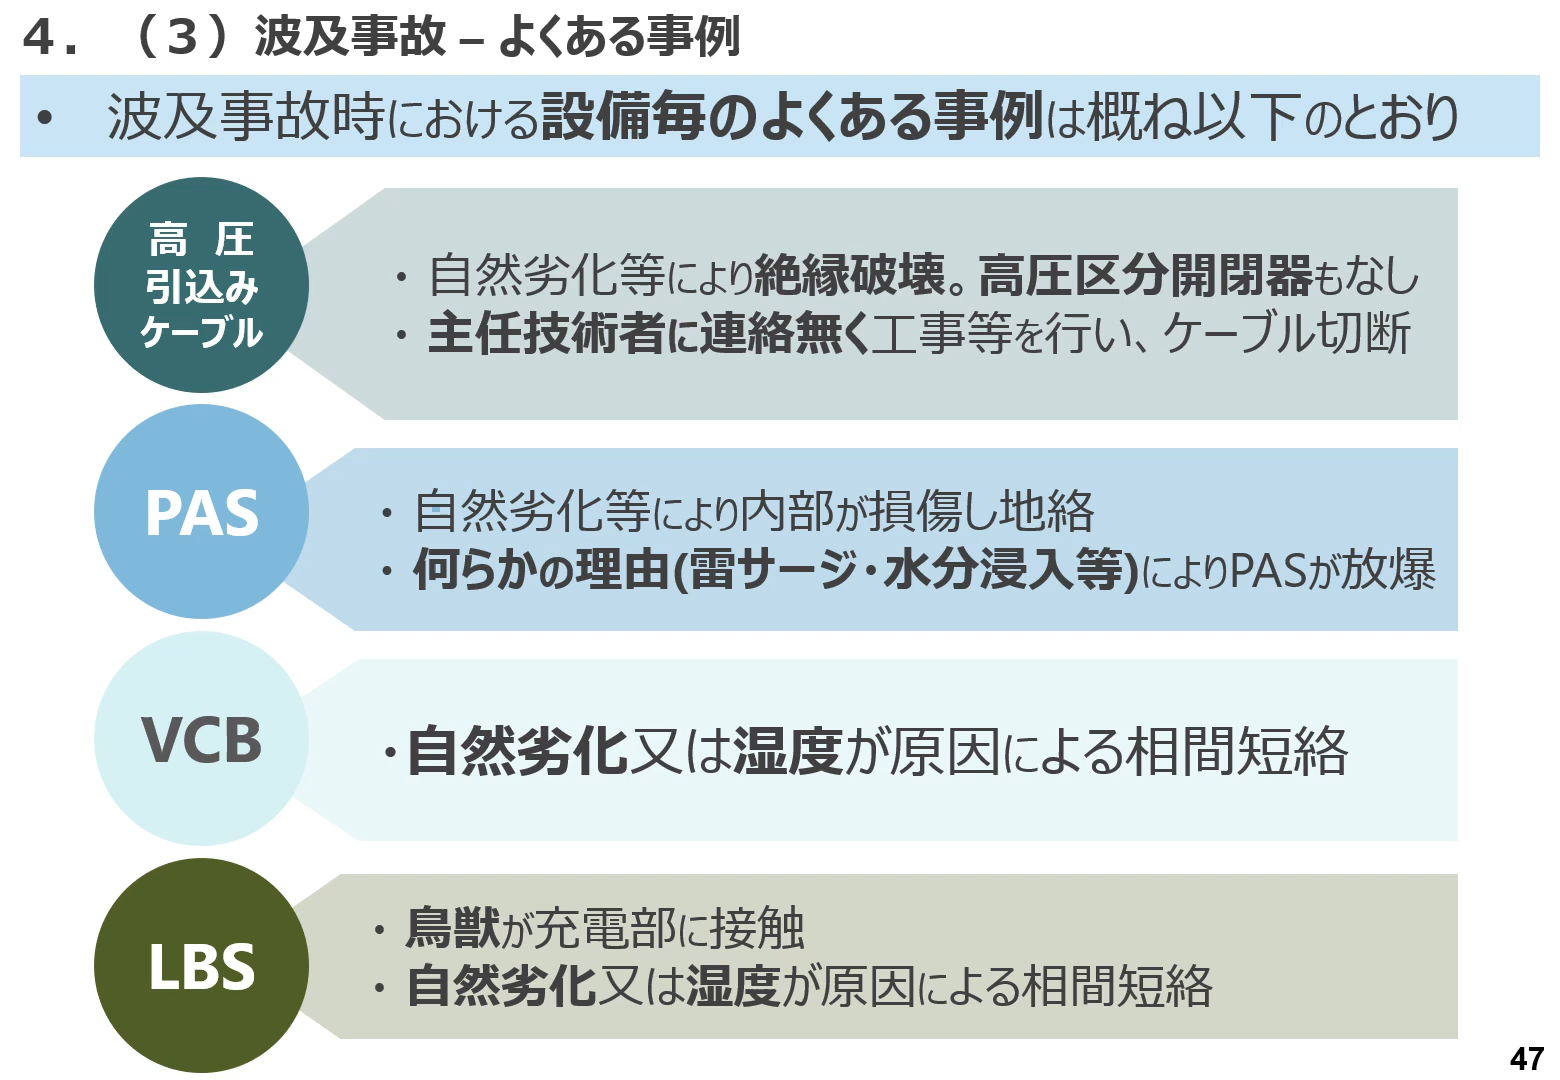 ４．（３）波及事故 – よくある事例
• 波及事故時における設備毎のよくある事例は概ね以下のとおり
高　圧
引込み
ケーブル
・自然劣化等により絶縁破壊。高圧区分開閉器もなし
・主任技術者に連絡無く工事等を行い、ケーブル切断
PAS
・自然劣化等により内部が損傷し地絡
・何らかの理由(雷サージ・水分浸入等)によりPASが放爆
VCB
・自然劣化又は湿度が原因による相間短絡
LBS
・鳥獣が充電部に接触
・自然劣化又は湿度が原因による相間短絡
47